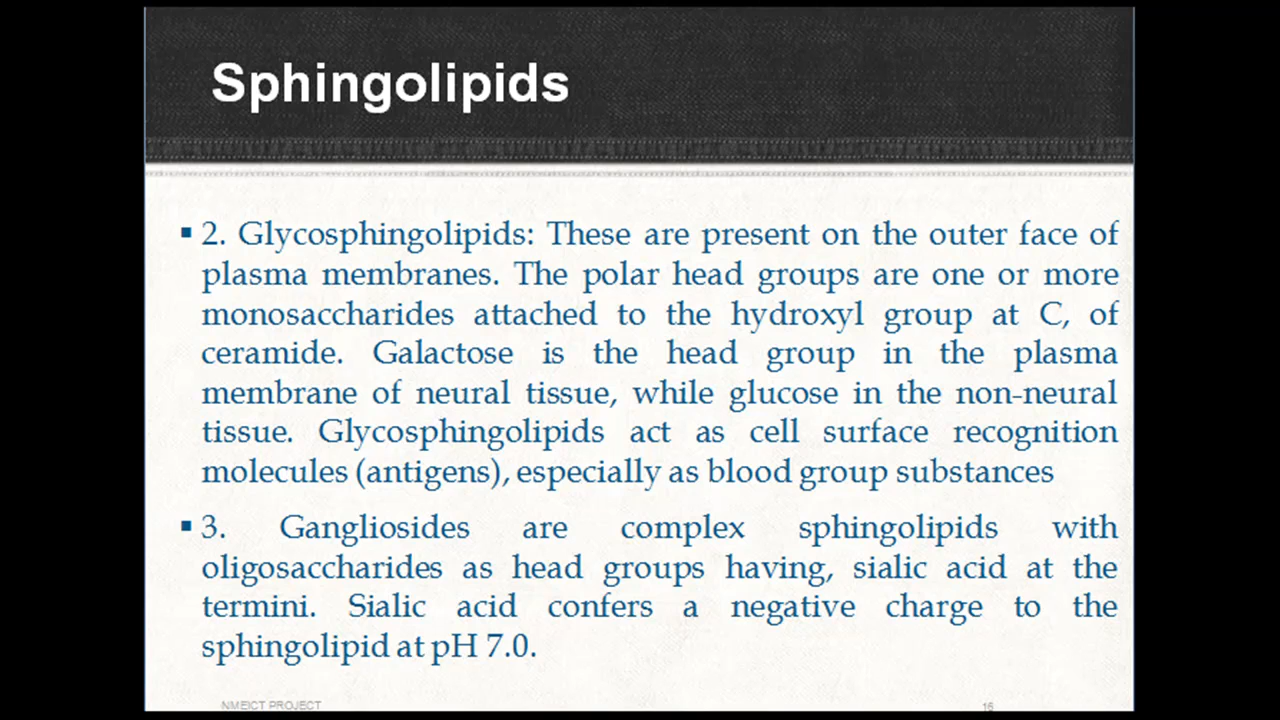 Sphingolipids
▪ 2. Glycosphingolipids: These are present on the outer face of
plasma membranes. The polar head groups are one or more
monosaccharides attached to the hydroxyl group at C, of
ceramide. Galactose is the head group in the plasma
membrane of neural tissue, while glucose in the non-neural
tissue. Glycosphingolipids act as cell surface recognition
molecules (antigens), especially as blood group substances
▪ 3. Gangliosides are complex sphingolipids with
oligosaccharides as head groups having, sialic acid at the
termini. Sialic acid confers a negative charge to the
sphingolipid at pH 7.0.
NMEICT PROJECT 16